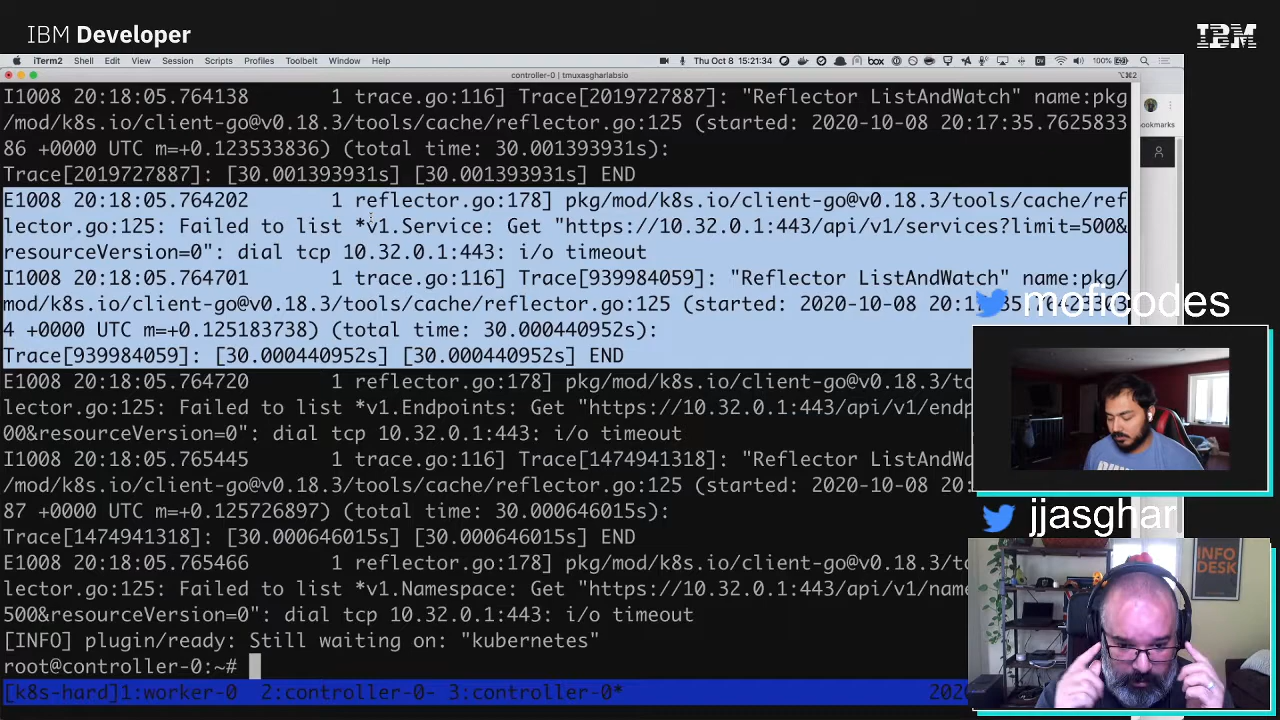 IBM Developer
IBM
iTerm2 Shell Edit View Session Scripts Profiles Toolbelt Window Help
box
Thu Oct 8 15:21:34
100%
controller-0 | tmuxasgharlabsio
⌥⌘2
I1008 20:18:05.764138 1 trace.go:116] Trace[2019727887]: "Reflector ListAndWatch" name:pkg
/mod/k8s.io/client-go@v0.18.3/tools/cache/reflector.go:125 (started: 2020-10-08 20:17:35.7625833
86 +0000 UTC m=+0.123533836) (total time: 30.001393931s):
Trace[2019727887]: [30.001393931s] [30.001393931s] END
E1008 20:18:05.764202 1 reflector.go:178] pkg/mod/k8s.io/client-go@v0.18.3/tools/cache/ref
lector.go:125: Failed to list *v1.Service: Get "https://10.32.0.1:443/api/v1/services?limit=500&
resourceVersion=0": dial tcp 10.32.0.1:443: i/o timeout
I1008 20:18:05.764701 1 trace.go:116] Trace[939984059]: "Reflector ListAndWatch" name:pkg/
mod/k8s.io/client-go@v0.18.3/tools/cache/reflector.go:125 (started: 2020-10-08
4 +0000 UTC m=+0.125183738) (total time: 30.000440952s):
Trace[939984059]: [30.000440952s] [30.000440952s] END
E1008 20:18:05.764720 1 reflector.go:178] pkg/mod/k8s.io/client-go@v0.18.3/to
lector.go:125: Failed to list *v1.Endpoints: Get "https://10.32.0.1:443/api/v1/endp
00&resourceVersion=0": dial tcp 10.32.0.1:443: i/o timeout
I1008 20:18:05.765445 1 trace.go:116] Trace[1474941318]: "Reflector ListAndWa
/mod/k8s.io/client-go@v0.18.3/tools/cache/reflector.go:125 (started: 2020-10-08 20:
87 +0000 UTC m=+0.125726897) (total time: 30.000646015s):
Trace[1474941318]: [30.000646015s] [30.000646015s] END
E1008 20:18:05.765466 1 reflector.go:178] pkg/mod/k8s.io/client-go@v0.18.3/to
lector.go:125: Failed to list *v1.Namespace: Get "https://10.32.0.1:443/api/v1/name
500&resourceVersion=0": dial tcp 10.32.0.1:443: i/o timeout
[INFO] plugin/ready: Still waiting on: "kubernetes"
root@controller-0:~#
[k8s-hard]1:worker-0 2:controller-0- 3:controller-0* 202
ookmarks
moficodes
jjasghar
INFO
DESK